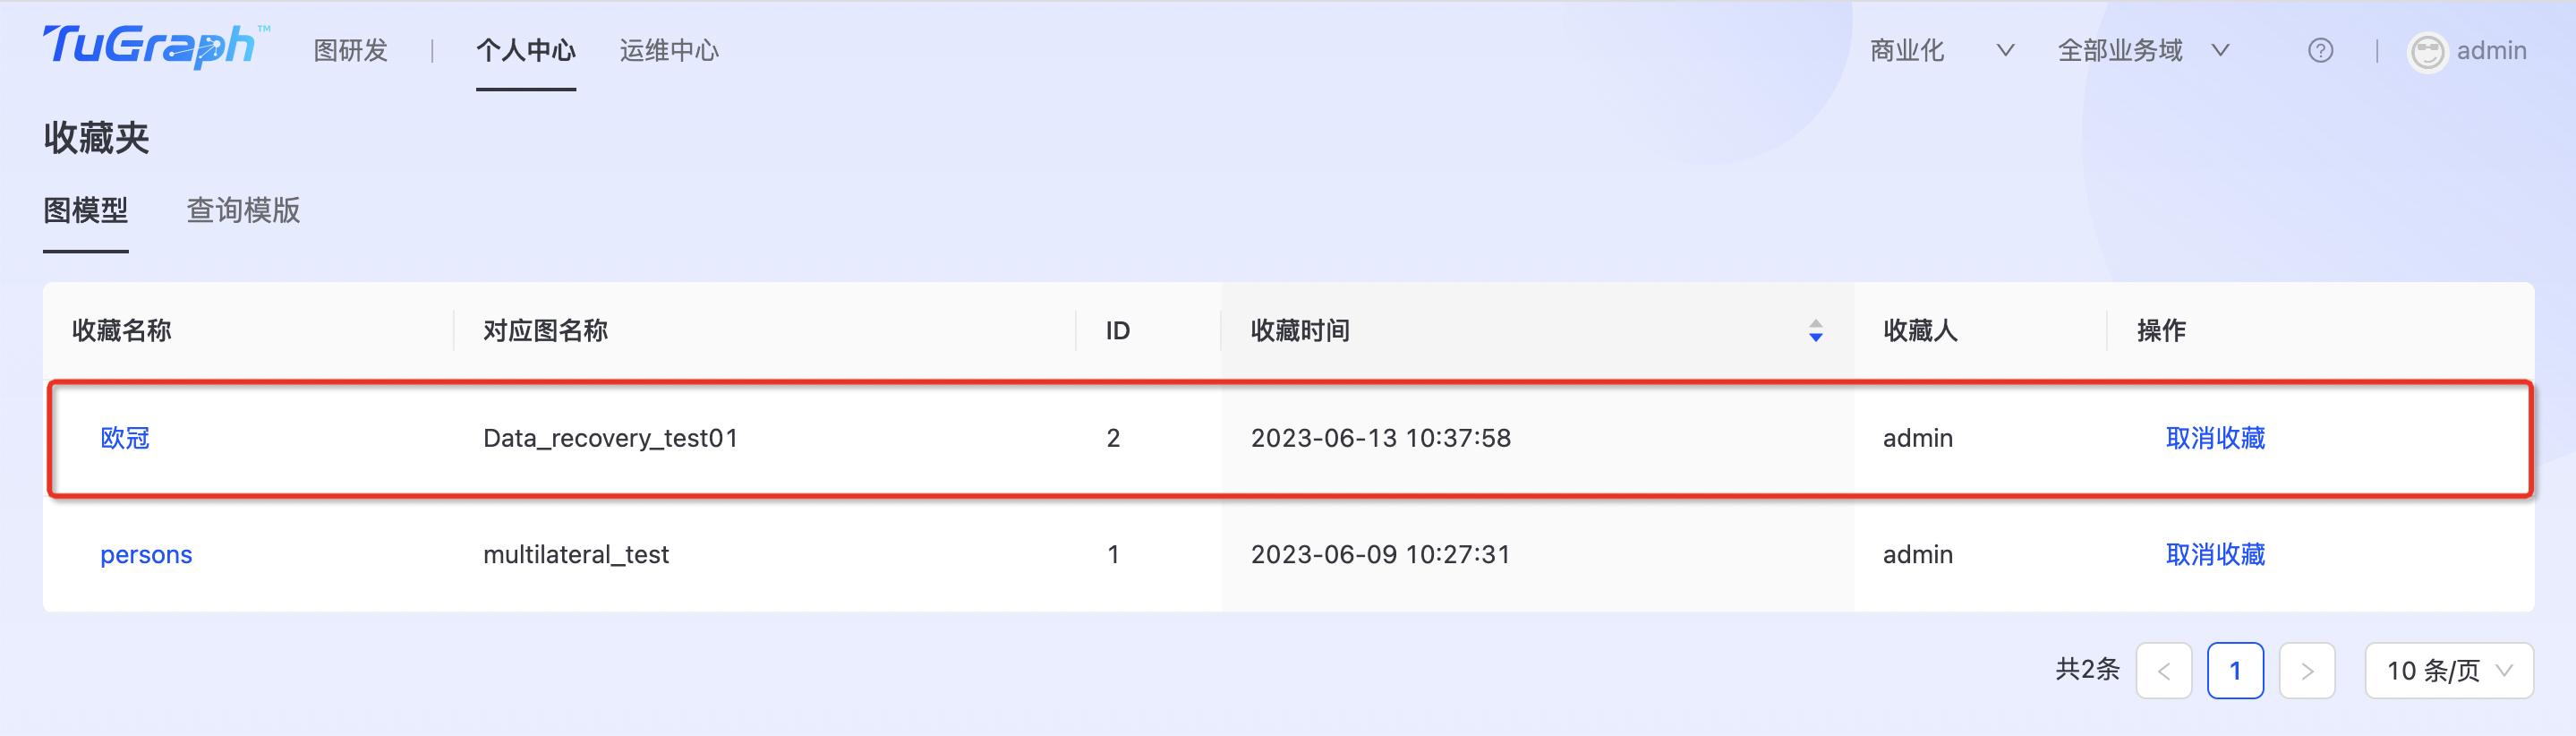 TuGraph™ 图研发 | 个人中心 运维中心 商业化 全部业务域 ? | admin
收藏夹
图模型 查询模版
收藏名称 对应图名称 ID 收藏时间 收藏人 操作
欧冠 Data_recovery_test01 2 2023-06-13 10:37:58 admin 取消收藏
persons multilateral_test 1 2023-06-09 10:27:31 admin 取消收藏
共2条 < 1 > 10 条/页